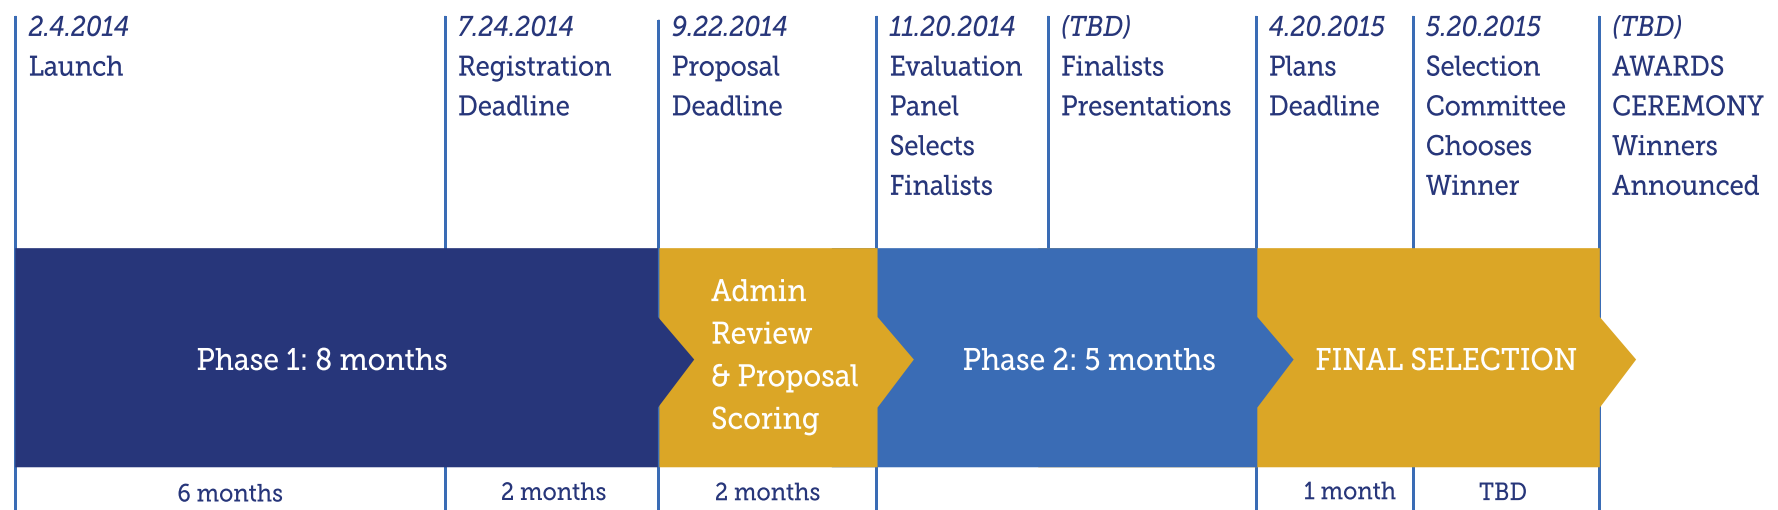 2.4.2014
Launch
7.24.2014
Registration
Deadline
9.22.2014
Proposal
Deadline
11.20.2014
Evaluation
Panel
Selects
Finalists
(TBD)
Finalists
Presentations
4.20.2015
Plans
Deadline
5.20.2015
Selection
Committee
Chooses
Winner
(TBD)
AWARDS
CEREMONY
Winners
Announced
Phase 1: 8 months
Admin
Review
& Proposal
Scoring
Phase 2: 5 months
FINAL SELECTION
6 months
2 months
2 months
1 month
TBD